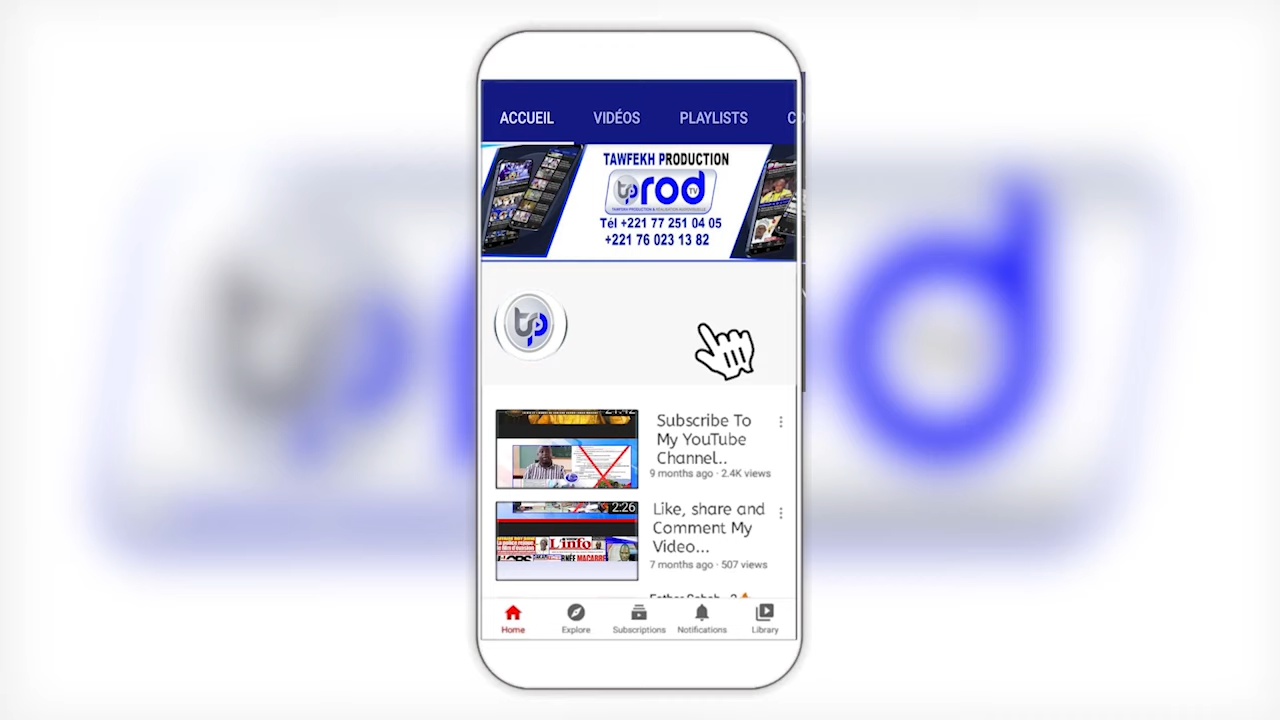 ACCUEIL VIDÉOS PLAYLISTS
TAWFEKH PRODUCTION
tprod TV
Tél +221 77 251 04 05
+221 76 023 13 82
tp
Subscribe To
My YouTube
Channel..
9 months ago · 2.4K views
2:26
L'info
Like, share and
Comment My
Video...
7 months ago · 507 views
Home Explore Subscriptions Notifications Library